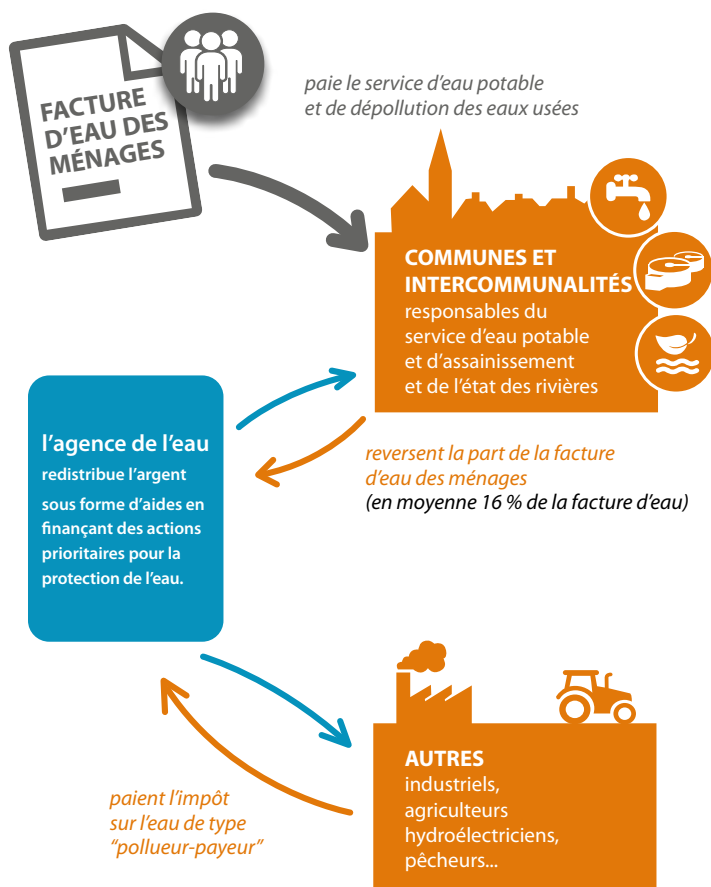 FACTURE
D'EAU DES
MÉNAGES
paie le service d'eau potable
et de dépollution des eaux usées
COMMUNES ET
INTERCOMMUNALITÉS
responsables du
service d'eau potable
et d'assainissement
et de l'état des rivières
l'agence de l'eau
redistribue l'argent
sous forme d'aides en
finançant des actions
prioritaires pour la
protection de l'eau.
reversent la part de la facture
d'eau des ménages
(en moyenne 16 % de la facture d'eau)
AUTRES
industriels,
agriculteurs
hydroélectriciens,
pêcheurs...
paient l'impôt
sur l'eau de type
“pollueur-payeur”